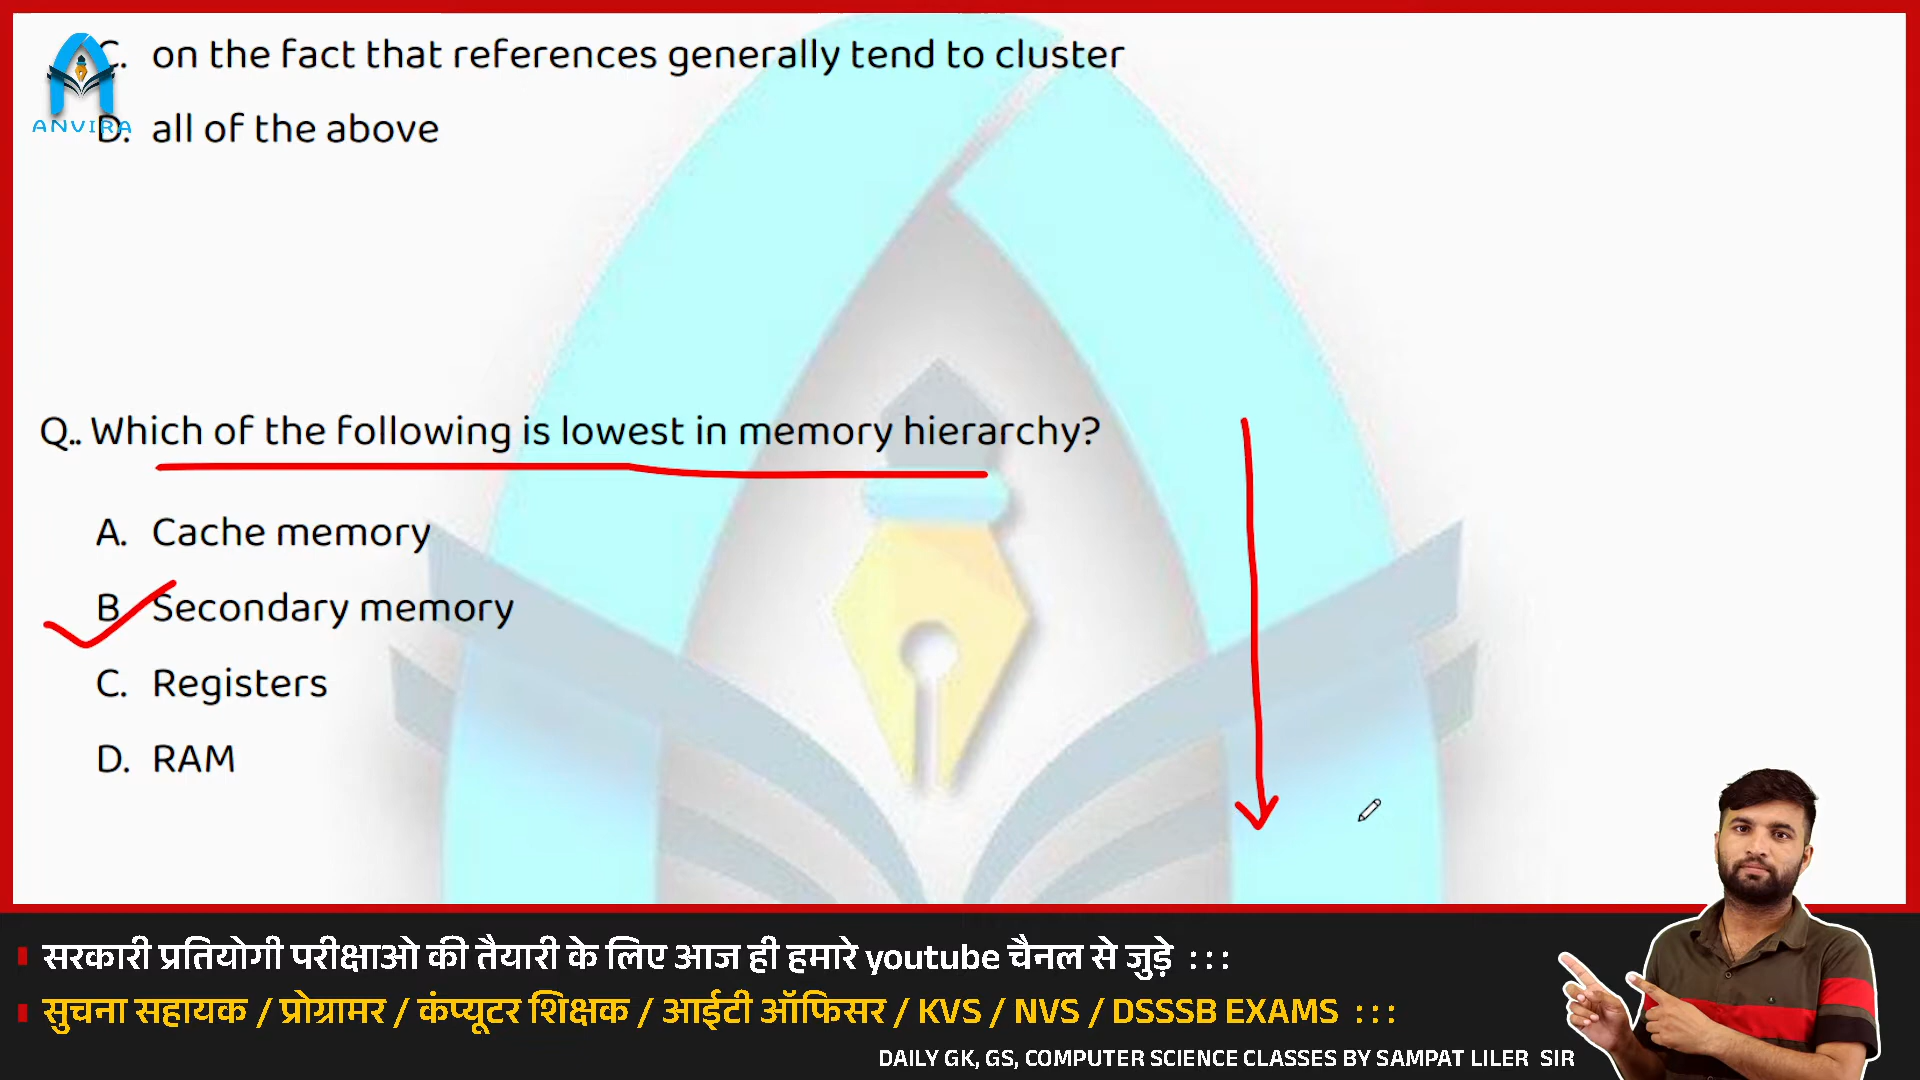 C. on the fact that references generally tend to cluster
ANVIRA
D. all of the above
Q.. Which of the following is lowest in memory hierarchy?
A. Cache memory
B Secondary memory
C. Registers
D. RAM
सरकारी प्रतियोगी परीक्षाओ की तैयारी के लिए आज ही हमारे youtube चैनल से जुड़े :::
सुचना सहायक / प्रोग्रामर / कंप्यूटर शिक्षक / आईटी ऑफिसर / KVS / NVS / DSSSB EXAMS :::
DAILY GK, GS, COMPUTER SCIENCE CLASSES BY SAMPAT LILER SIR